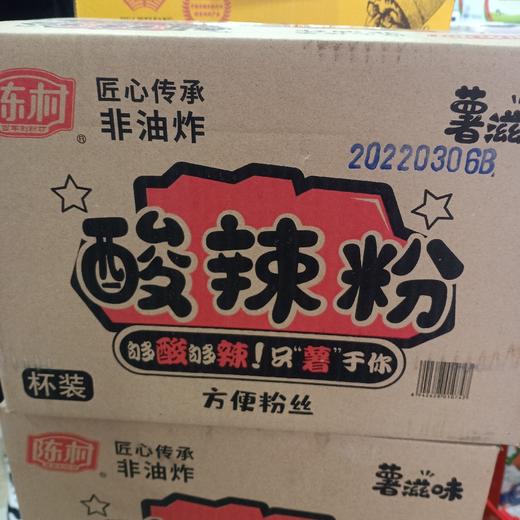 陈村
®
匠心传承
非油炸
薯滋
20220306B
酸辣粉
够酸够辣！只“薯”于你
杯装
方便粉丝
陈村
®
匠心传承
非油炸
薯滋味